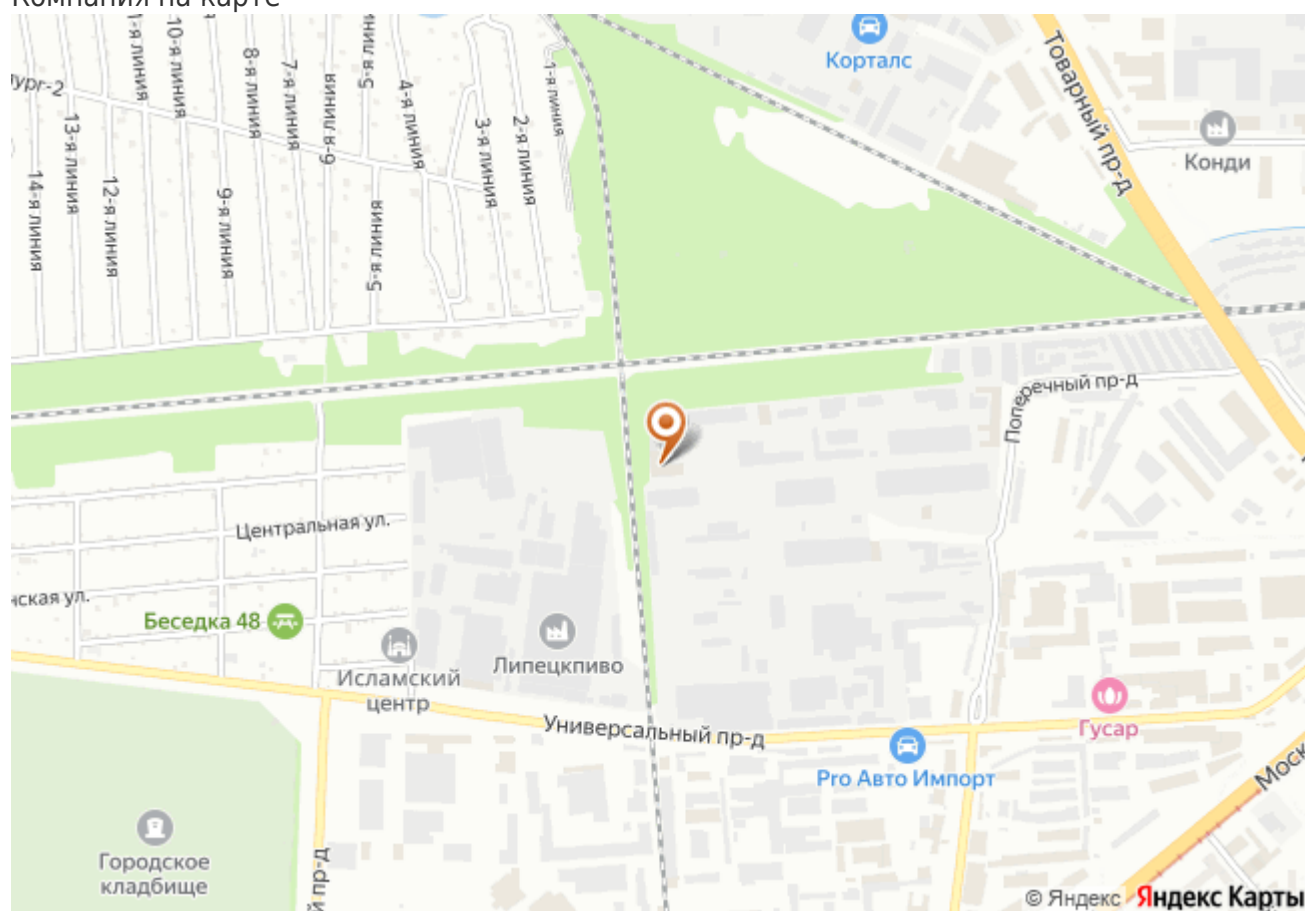 Компания на карте
Корталс
Товарный пр-д
Конди
10-я линия
8-я линия
7-я линия
6-я линия
5-я линия
4-я линия
3-я линия
2-я линия
1-я линия
14-я линия
13-я линия
12-я линия
9-я линия
5-я линия
Поперечный пр-д
Центральная ул.
Беседка 48
Исламский
центр
Липецкпиво
Универсальный пр-д
Pro Авто Импорт
Гусар
Городское
кладбище
© Яндекс Яндекс Карты